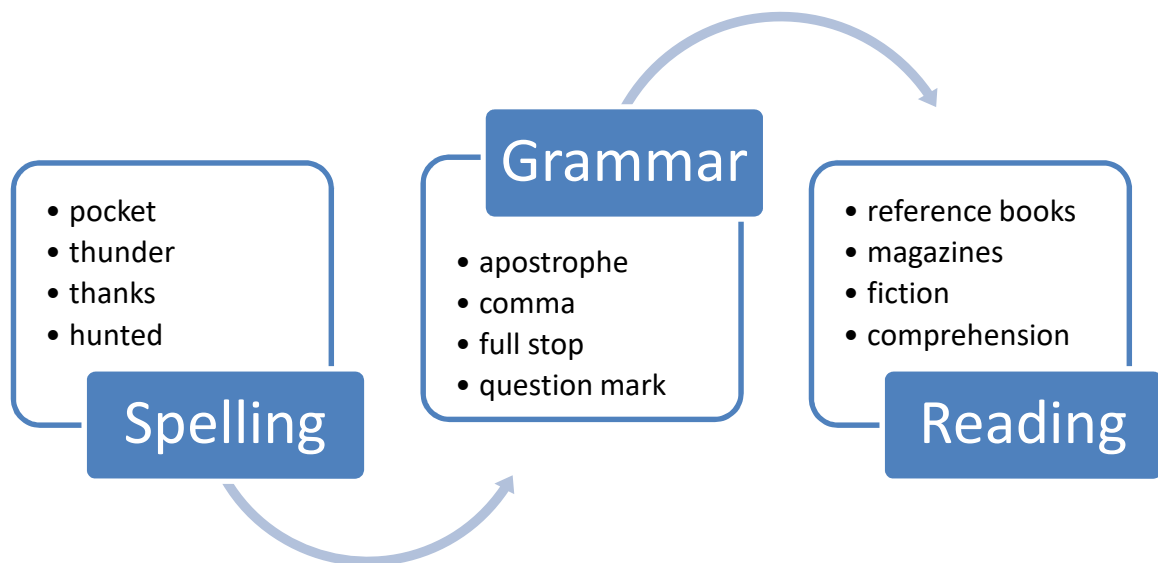 • pocket
• thunder
• thanks
• hunted
Spelling
Grammar
• apostrophe
• comma
• full stop
• question mark
• reference books
• magazines
• fiction
• comprehension
Reading